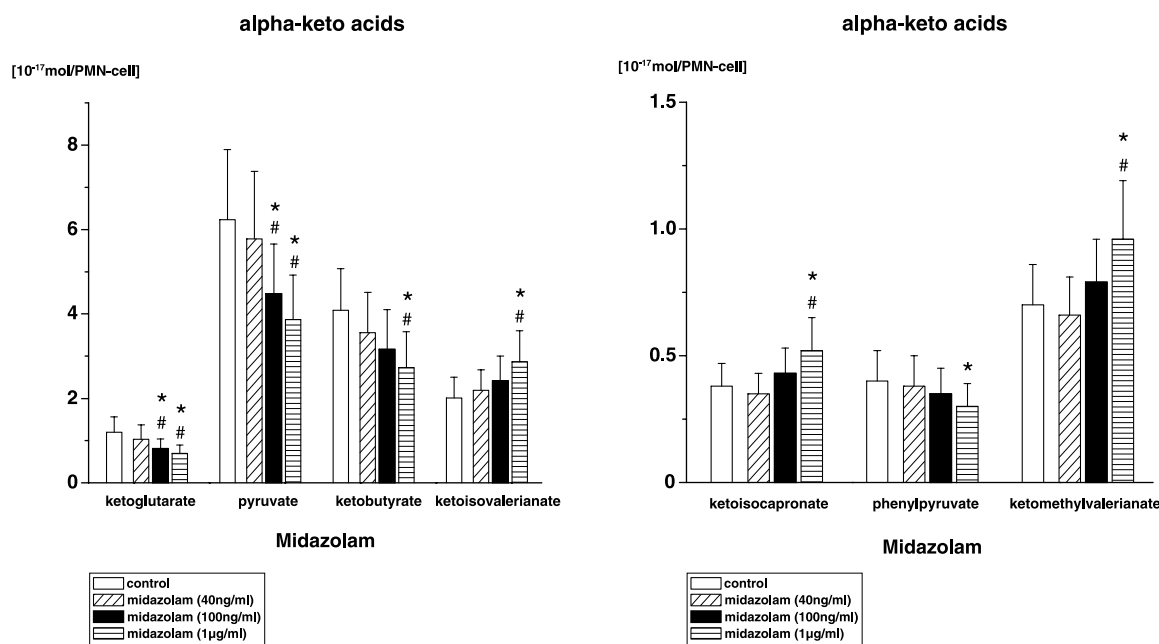 alpha-keto acids
[10⁻¹⁷mol/PMN-cell]
8
6
4
2
0
*
#
*
#
*
#
*
#
*
#
*
#
ketoglutarate pyruvate ketobutyrate ketoisovalerianate
Midazolam
control
midazolam (40ng/ml)
midazolam (100ng/ml)
midazolam (1µg/ml)
alpha-keto acids
[10⁻¹⁷mol/PMN-cell]
1.5
1.0
0.5
0
*
#
*
*
#
ketoisocapronate phenylpyruvate ketomethylvalerianate
Midazolam
control
midazolam (40ng/ml)
midazolam (100ng/ml)
midazolam (1µg/ml)